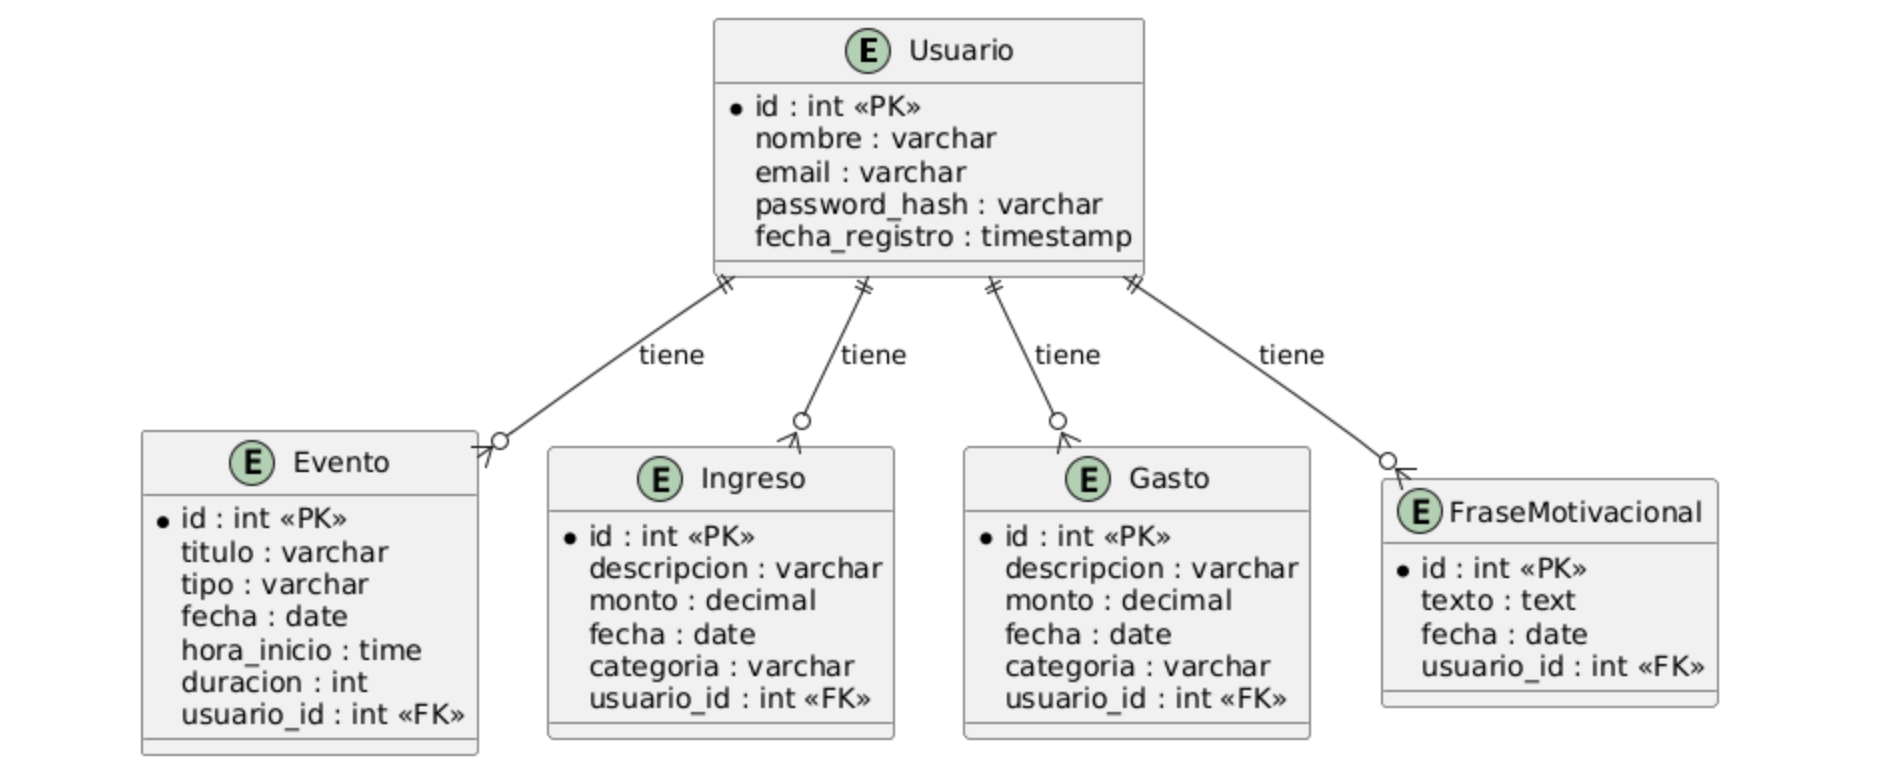 E Usuario
id : int «PK»
nombre : varchar
email : varchar
password_hash : varchar
fecha_registro : timestamp
tiene
tiene
tiene
tiene
E Evento
id : int «PK»
titulo : varchar
tipo : varchar
fecha : date
hora_inicio : time
duracion : int
usuario_id : int «FK»
E Ingreso
id : int «PK»
descripcion : varchar
monto : decimal
fecha : date
categoria : varchar
usuario_id : int «FK»
E Gasto
id : int «PK»
descripcion : varchar
monto : decimal
fecha : date
categoria : varchar
usuario_id : int «FK»
E FraseMotivacional
id : int «PK»
texto : text
fecha : date
usuario_id : int «FK»